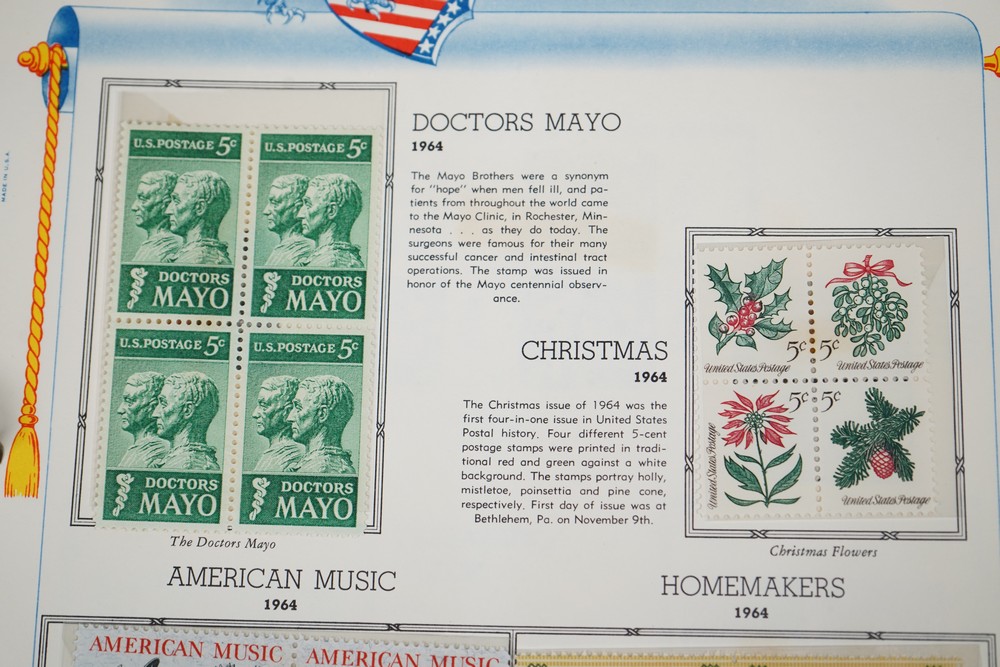 MADE IN U.S.A.
U.S. POSTAGE 5c
U.S. POSTAGE 5c
DOCTORS
MAYO
DOCTORS
MAYO
U.S. POSTAGE 5c
U.S. POSTAGE 5c
DOCTORS
MAYO
DOCTORS
MAYO
The Doctors Mayo
DOCTORS MAYO
1964
The Mayo Brothers were a synonym
for "hope" when men fell ill, and pa-
tients from throughout the world came
to the Mayo Clinic, in Rochester, Min-
nesota . . . as they do today. The
surgeons were famous for their many
successful cancer and intestinal tract
operations. The stamp was issued in
honor of the Mayo centennial observ-
ance.
CHRISTMAS
1964
The Christmas issue of 1964 was the
first four-in-one issue in United States
Postal history. Four different 5-cent
postage stamps were printed in tradi-
tional red and green against a white
background. The stamps portray holly,
mistletoe, poinsettia and pine cone,
respectively. First day of issue was at
Bethlehem, Pa. on November 9th.
5c
United States Postage
5c
United States Postage
5c
United States Postage
5c
United States Postage
Christmas Flowers
AMERICAN MUSIC
1964
HOMEMAKERS
1964
AMERICAN MUSIC
AMERICAN MUSIC